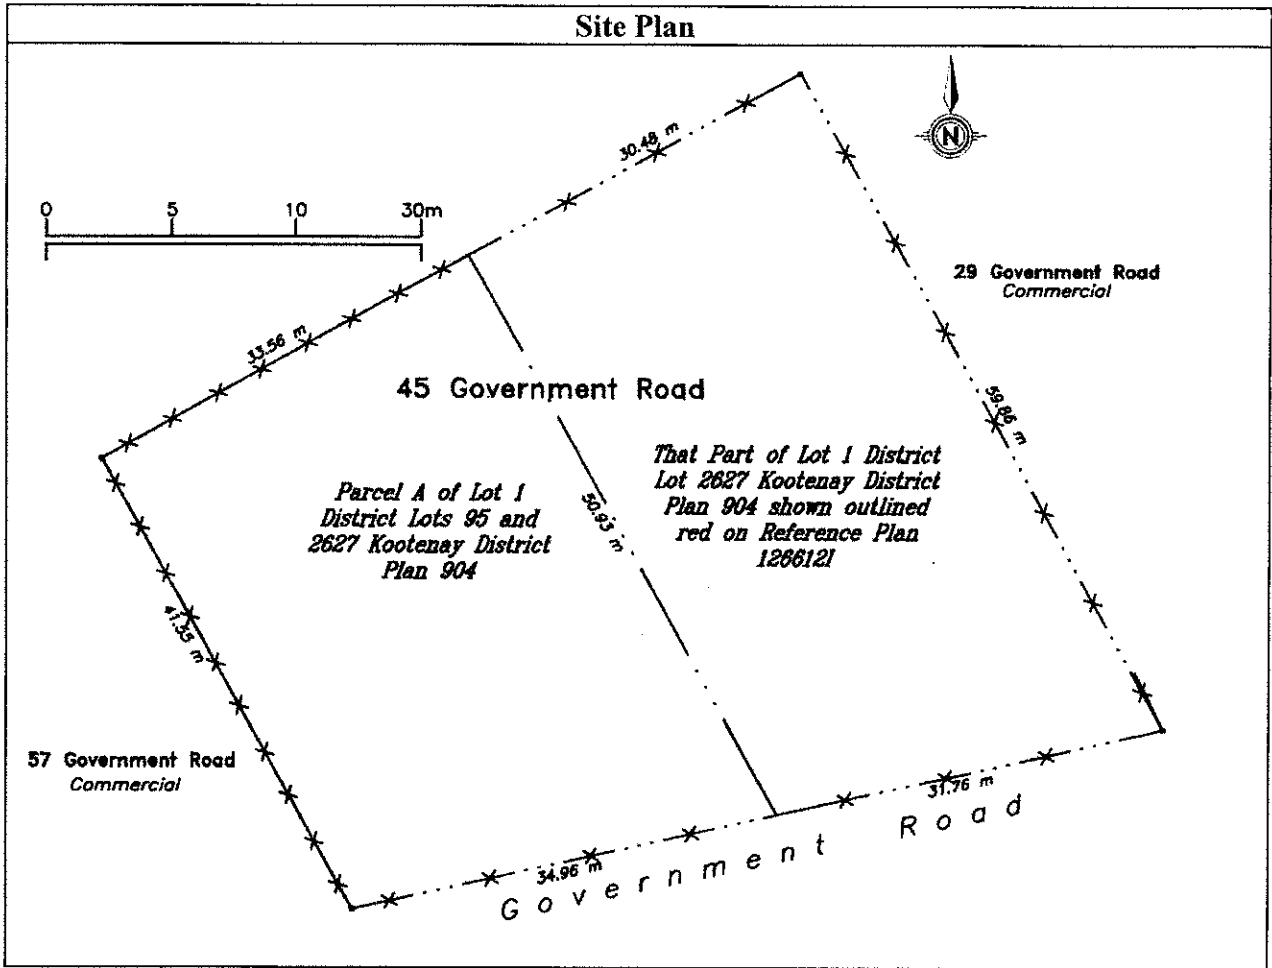 Site Plan
N
30.48 m
0 5 10 30m
29 Government Road
Commercial
33.56 m
45 Government Road
59.86 m
That Part of Lot 1 District
Lot 2627 Kootenay District
Plan 904 shown outlined
red on Reference Plan
126612I
Parcel A of Lot 1
District Lots 95 and
2627 Kootenay District
Plan 904
50.93 m
41.55 m
57 Government Road
Commercial
31.76 m
34.96 m
Government Road